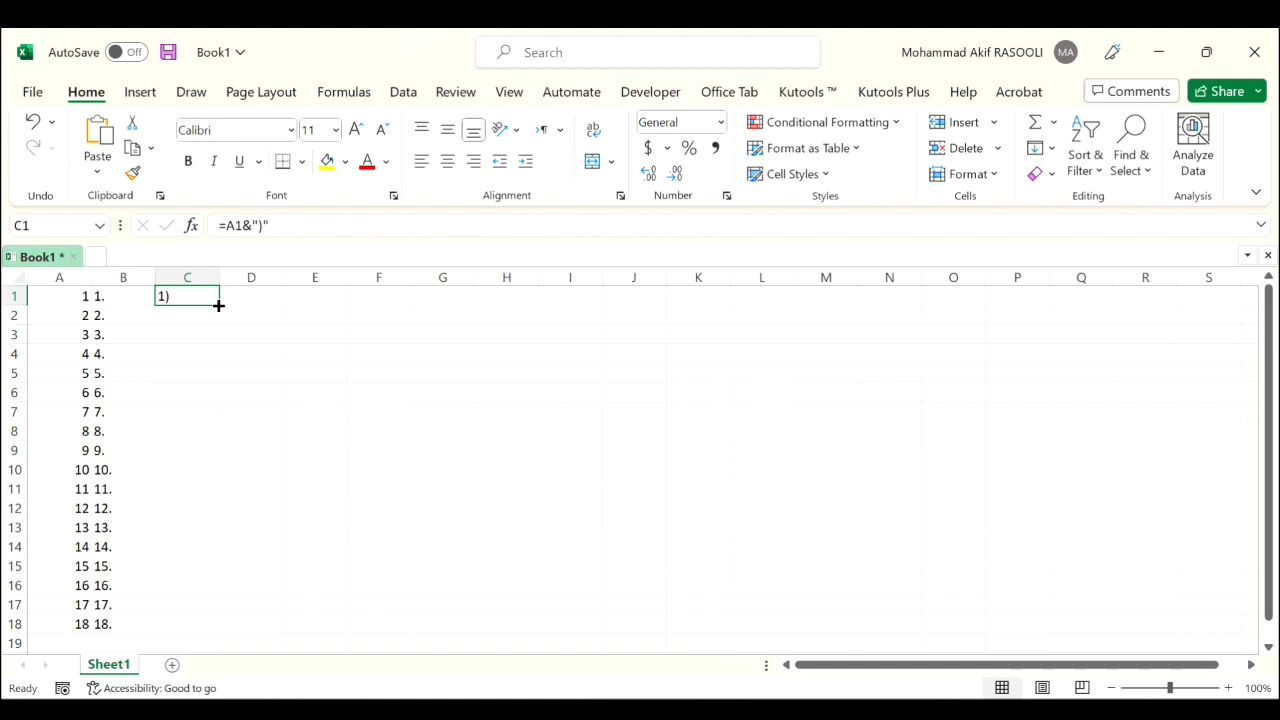 AutoSave Off Book1 Search Mohammad Akif RASOOLI MA
File Home Insert Draw Page Layout Formulas Data Review View Automate Developer Office Tab Kutools ™ Kutools Plus Help Acrobat Comments Share
Calibri 11 General Conditional Formatting Insert
Paste Format as Table Delete Sort & Find & Analyze
B I U A $ % Cell Styles Format Filter Select Data
Undo Clipboard Font Alignment Number Styles Cells Editing Analysis
C1 fx =A1&")"
Book1 *
A B C D E F G H I J K L M N O P Q R S
1 1 1. 1)
2 2 2.
3 3 3.
4 4 4.
5 5 5.
6 6 6.
7 7 7.
8 8 8.
9 9 9.
10 10 10.
11 11 11.
12 12 12.
13 13 13.
14 14 14.
15 15 15.
16 16 16.
17 17 17.
18 18 18.
19
Sheet1
Ready Accessibility: Good to go 100%